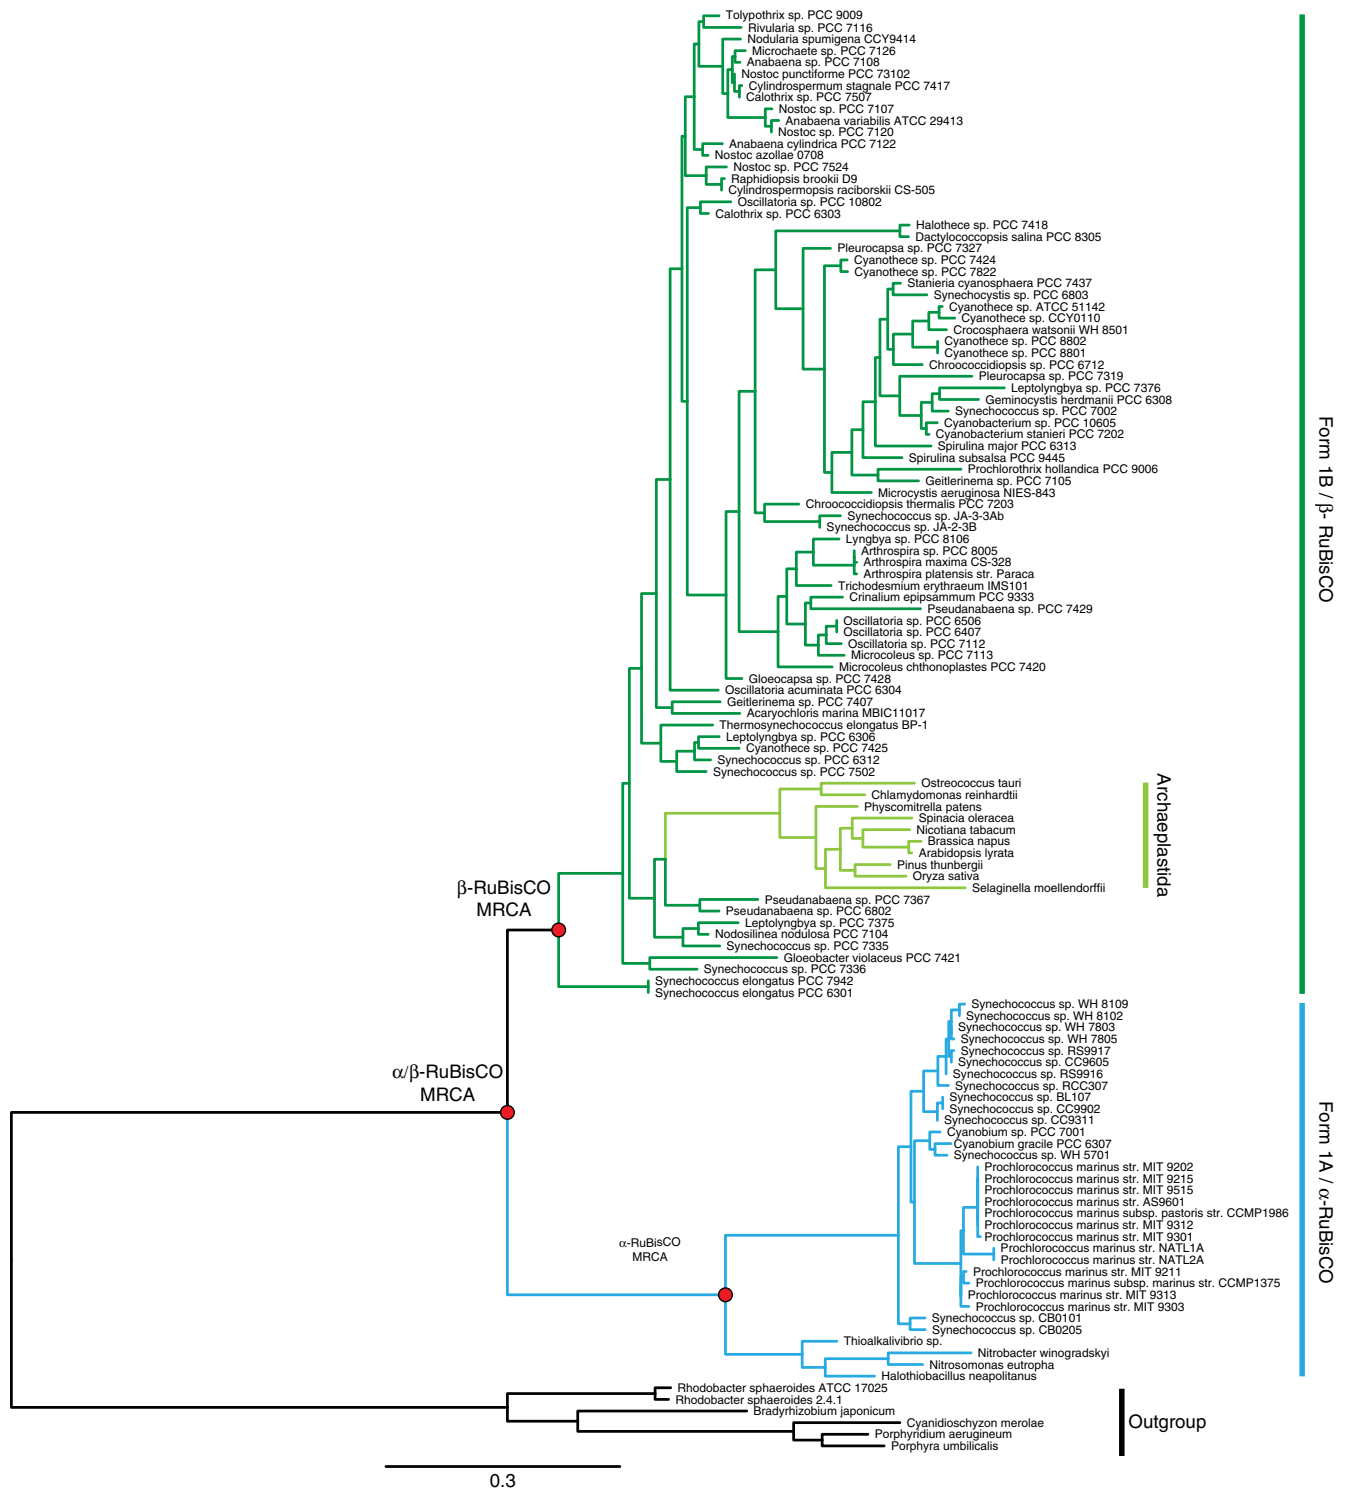 Tolypothrix sp. PCC 9009
Rivularia sp. PCC 7116
Nodularia spumigena CCY9414
Microchaete sp. PCC 7126
Anabaena sp. PCC 7108
Nostoc punctiforme PCC 73102
Cylindrospermum stagnale PCC 7417
Calothrix sp. PCC 7507
Nostoc sp. PCC 7107
Anabaena variabilis ATCC 29413
Nostoc sp. PCC 7120
Anabaena cylindrica PCC 7122
Nostoc azollae 0708
Nostoc sp. PCC 7524
Raphidiopsis brookii D9
Cylindrospermopsis raciborskii CS-505
Oscillatoria sp. PCC 10802
Calothrix sp. PCC 6303
Halothece sp. PCC 7418
Dactylococcopsis salina PCC 8305
Pleurocapsa sp. PCC 7327
Cyanothece sp. PCC 7424
Cyanothece sp. PCC 7822
Stanieria cyanosphaera PCC 7437
Synechocystis sp. PCC 6803
Cyanothece sp. ATCC 51142
Cyanothece sp. CCY0110
Crocosphaera watsonii WH 8501
Cyanothece sp. PCC 8802
Cyanothece sp. PCC 8801
Chroococcidiopsis sp. PCC 6712
Pleurocapsa sp. PCC 7319
Leptolyngbya sp. PCC 7376
Geminocystis herdmanii PCC 6308
Synechococcus sp. PCC 7002
Cyanobacterium sp. PCC 10605
Cyanobacterium stanieri PCC 7202
Spirulina major PCC 6313
Spirulina subsalsa PCC 9445
Prochlorothrix hollandica PCC 9006
Geitlerinema sp. PCC 7105
Microcystis aeruginosa NIES-843
Chroococcidiopsis thermalis PCC 7203
Synechococcus sp. JA-3-3Ab
Synechococcus sp. JA-2-3B
Lyngbya sp. PCC 8106
Arthrospira sp. PCC 8005
Arthrospira maxima CS-328
Arthrospira platensis str. Paraca
Trichodesmium erythraeum IMS101
Crinalium epipsammum PCC 9333
Pseudanabaena sp. PCC 7429
Oscillatoria sp. PCC 6506
Oscillatoria sp. PCC 6407
Oscillatoria sp. PCC 7112
Microcoleus sp. PCC 7113
Microcoleus chthonoplastes PCC 7420
Gloeocapsa sp. PCC 7428
Oscillatoria acuminata PCC 6304
Geitlerinema sp. PCC 7407
Acaryochloris marina MBIC11017
Thermosynechococcus elongatus BP-1
Leptolyngbya sp. PCC 6306
Cyanothece sp. PCC 7425
Synechococcus sp. PCC 6312
Synechococcus sp. PCC 7502
Ostreococcus tauri
Chlamydomonas reinhardtii
Physcomitrella patens
Spinacia oleracea
Nicotiana tabacum
Brassica napus
Arabidopsis lyrata
Pinus thunbergii
Oryza sativa
Selaginella moellendorffii
Pseudanabaena sp. PCC 7367
Pseudanabaena sp. PCC 6802
Leptolyngbya sp. PCC 7375
Nodosilinea nodulosa PCC 7104
Synechococcus sp. PCC 7335
Gloeobacter violaceus PCC 7421
Synechococcus sp. PCC 7336
Synechococcus elongatus PCC 7942
Synechococcus elongatus PCC 6301
Synechococcus sp. WH 8109
Synechococcus sp. WH 8102
Synechococcus sp. WH 7803
Synechococcus sp. WH 7805
Synechococcus sp. RS9917
Synechococcus sp. CC9605
Synechococcus sp. RS9916
Synechococcus sp. RCC307
Synechococcus sp. BL107
Synechococcus sp. CC9902
Synechococcus sp. CC9311
Cyanobium sp. PCC 7001
Cyanobium gracile PCC 6307
Synechococcus sp. WH 5701
Prochlorococcus marinus str. MIT 9202
Prochlorococcus marinus str. MIT 9215
Prochlorococcus marinus str. MIT 9515
Prochlorococcus marinus str. AS9601
Prochlorococcus marinus subsp. pastoris str. CCMP1986
Prochlorococcus marinus str. MIT 9312
Prochlorococcus marinus str. MIT 9301
Prochlorococcus marinus str. NATL1A
Prochlorococcus marinus str. NATL2A
Prochlorococcus marinus str. MIT 9211
Prochlorococcus marinus subsp. marinus str. CCMP1375
Prochlorococcus marinus str. MIT 9313
Prochlorococcus marinus str. MIT 9303
Synechococcus sp. CB0101
Synechococcus sp. CB0205
Thioalkalivibrio sp.
Nitrobacter winogradskyi
Nitrosomonas eutropha
Halothiobacillus neapolitanus
Rhodobacter sphaeroides ATCC 17025
Rhodobacter sphaeroides 2.4.1
Bradyrhizobium japonicum
Cyanidioschyzon merolae
Porphyridium aerugineum
Porphyra umbilicalis
β-RuBisCO
MRCA
α/β-RuBisCO
MRCA
α-RuBisCO
MRCA
Archaeplastida
Form 1B / β- RuBisCO
Form 1A / α-RuBisCO
Outgroup
0.3